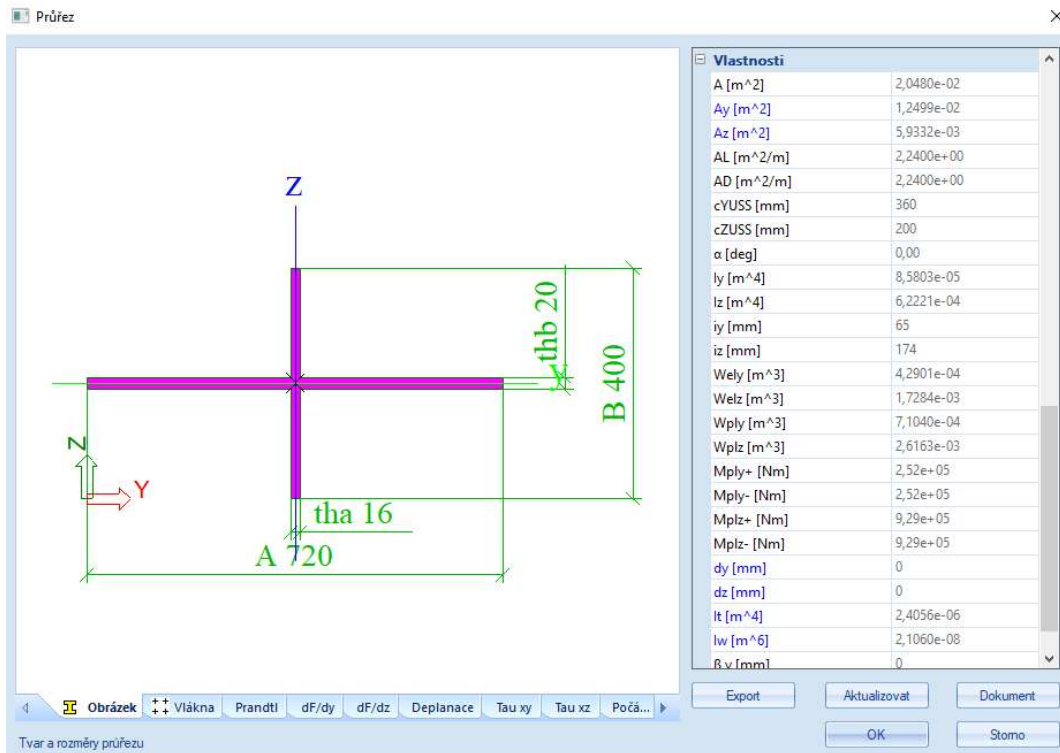 Průřez
Vlastnosti
A [m^2] 2,0480e-02
Ay [m^2] 1,2499e-02
Az [m^2] 5,9332e-03
AL [m^2/m] 2,2400e+00
AD [m^2/m] 2,2400e+00
cYUSS [mm] 360
cZUSS [mm] 200
α [deg] 0,00
Iy [m^4] 8,5803e-05
Iz [m^4] 6,2221e-04
iy [mm] 65
iz [mm] 174
Wely [m^3] 4,2901e-04
Welz [m^3] 1,7284e-03
Wply [m^3] 7,1040e-04
Wplz [m^3] 2,6163e-03
Mply+ [Nm] 2,52e+05
Mply- [Nm] 2,52e+05
Mplz+ [Nm] 9,29e+05
Mplz- [Nm] 9,29e+05
dy [mm] 0
dz [mm] 0
It [m^4] 2,4056e-06
Iw [m^6] 2,1060e-08
β y [mm] 0
Z
thb 20
B 400
y
Z
Y
tha 16
A 720
Obrázek Vlákna Prandtl dF/dy dF/dz Deplanace Tau xy Tau xz Počá...
Export Aktualizovat Dokument
OK Storno
Tvar a rozměry průřezu